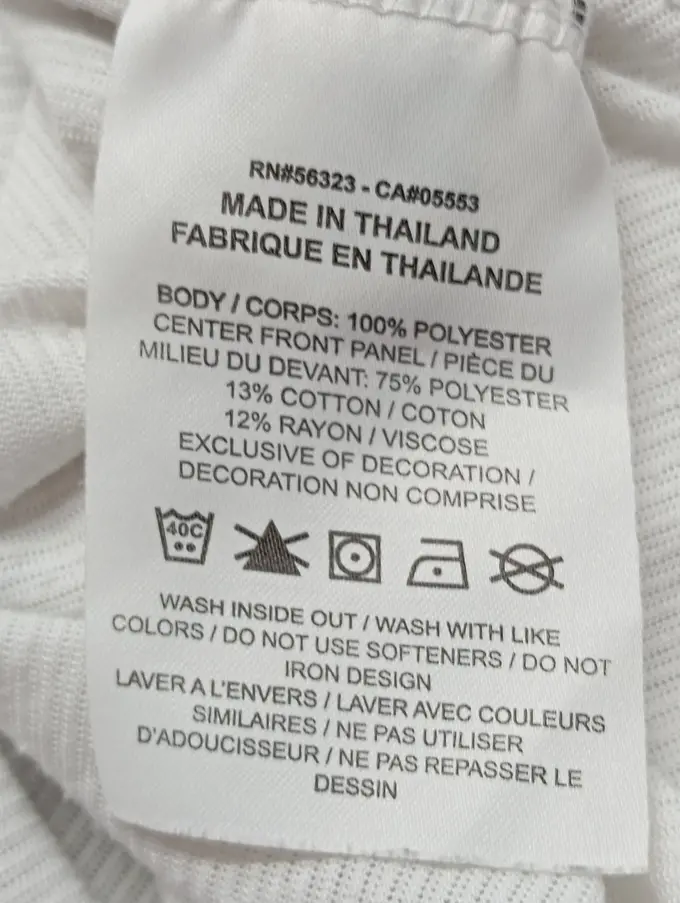 RN#56323 - CA#05553
MADE IN THAILAND
FABRIQUE EN THAILANDE
BODY / CORPS: 100% POLYESTER
CENTER FRONT PANEL / PIÈCE DU
MILIEU DU DEVANT: 75% POLYESTER
13% COTTON / COTON
12% RAYON / VISCOSE
EXCLUSIVE OF DECORATION /
DECORATION NON COMPRISE
40C
WASH INSIDE OUT / WASH WITH LIKE
COLORS / DO NOT USE SOFTENERS / DO NOT
IRON DESIGN
LAVER A L'ENVERS / LAVER AVEC COULEURS
SIMILAIRES / NE PAS UTILISER
D'ADOUCISSEUR / NE PAS REPASSER LE
DESSIN